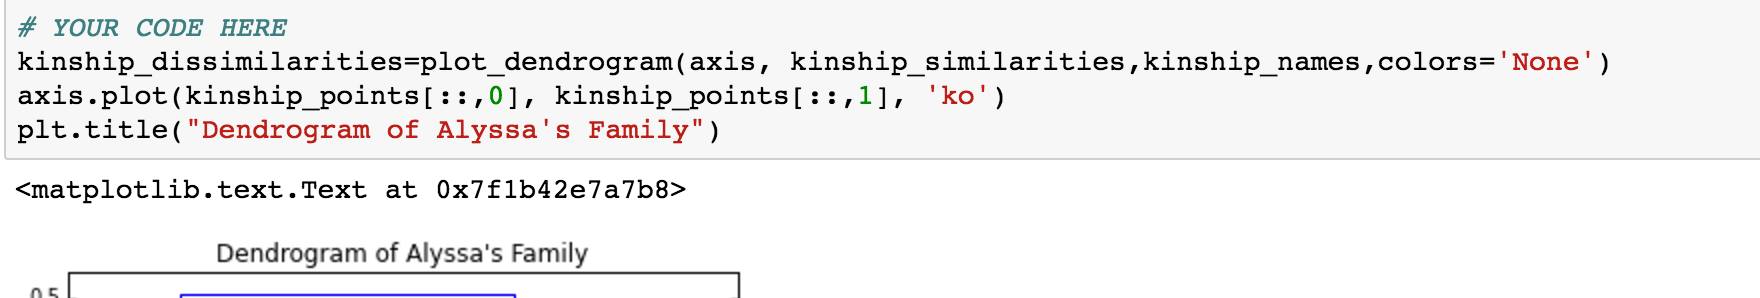 # YOUR CODE HERE
kinship_dissimilarities=plot_dendrogram(axis, kinship_similarities,kinship_names,colors='None')
axis.plot(kinship_points[::,0], kinship_points[::,1], 'ko')
plt.title("Dendrogram of Alyssa's Family")
<matplotlib.text.Text at 0x7f1b42e7a7b8>
Dendrogram of Alyssa's Family
0.5